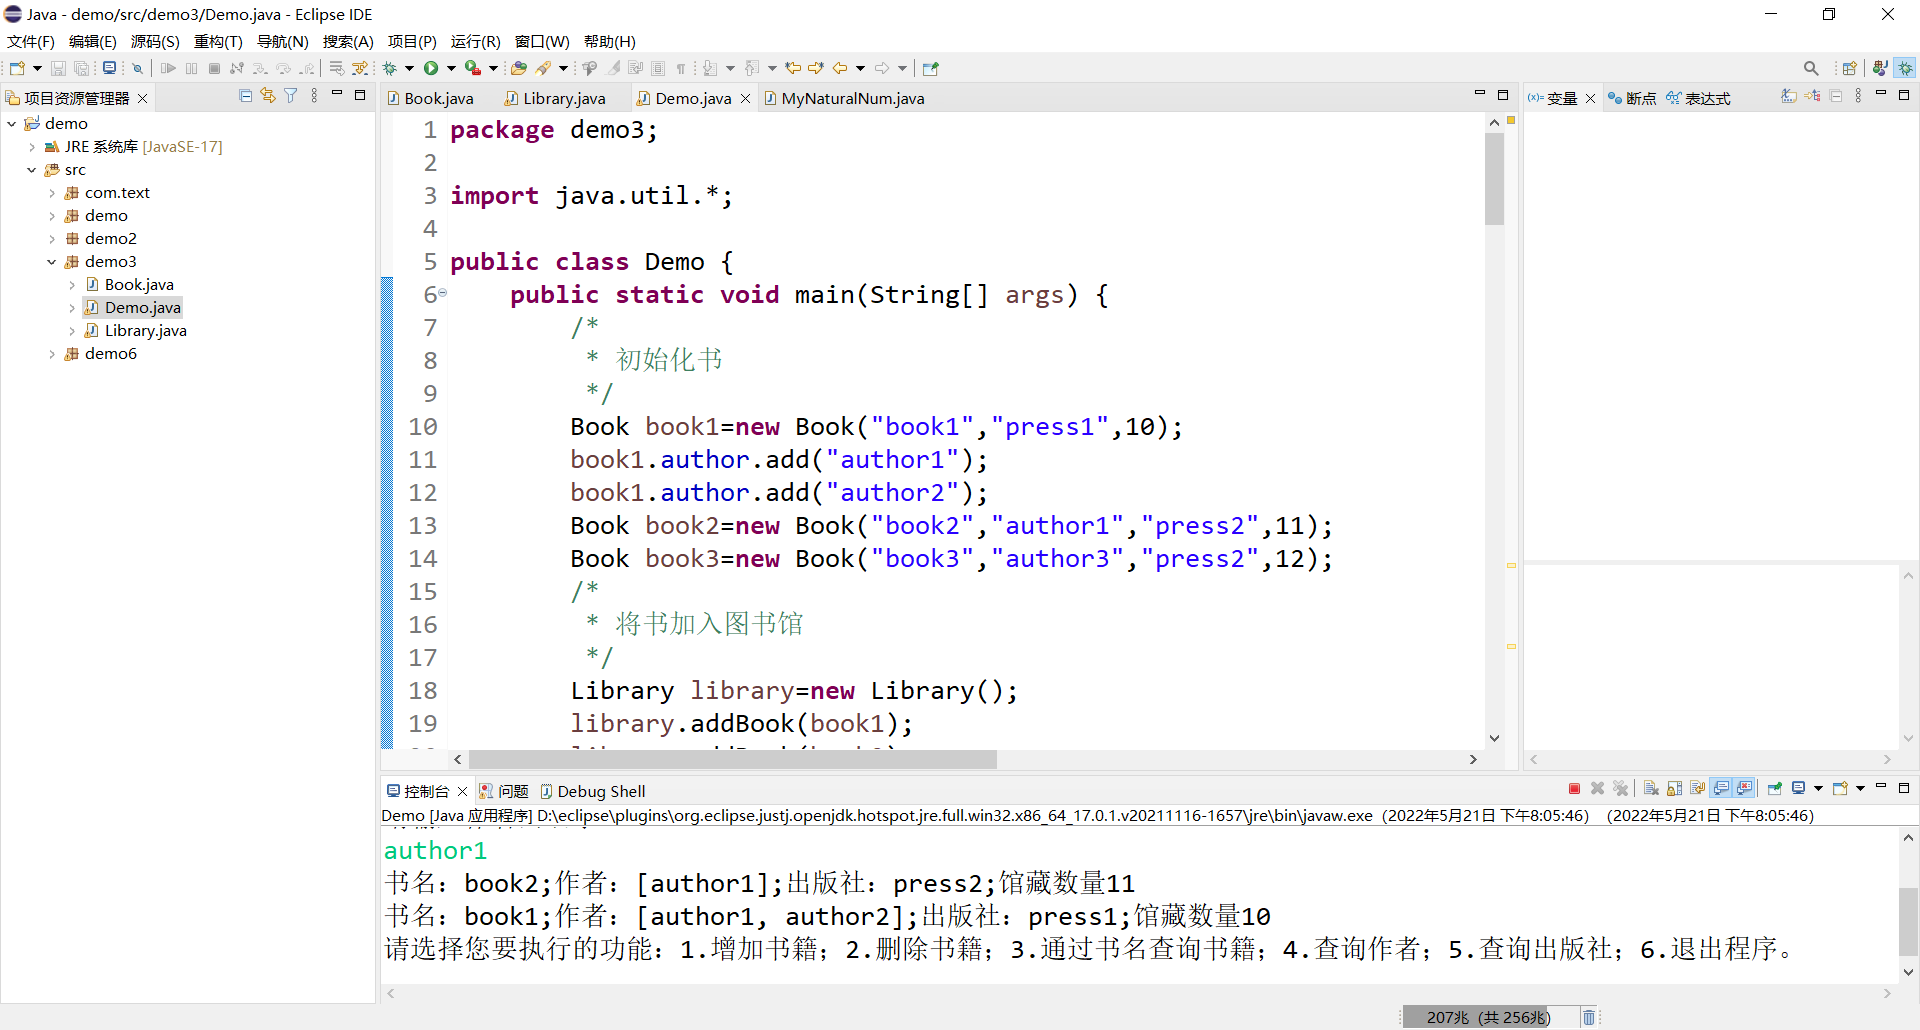 Java - demo/src/demo3/Demo.java - Eclipse IDE
文件(F) 编辑(E) 源码(S) 重构(T) 导航(N) 搜索(A) 项目(P) 运行(R) 窗口(W) 帮助(H)
项目资源管理器
demo
JRE 系统库 [JavaSE-17]
src
com.text
demo
demo2
demo3
Book.java
Demo.java
Library.java
demo6
Book.java Library.java Demo.java MyNaturalNum.java
1 package demo3;
2
3 import java.util.*;
4
5 public class Demo {
6 public static void main(String[] args) {
7 /*
8 * 初始化书
9 */
10 Book book1=new Book("book1","press1",10);
11 book1.author.add("author1");
12 book1.author.add("author2");
13 Book book2=new Book("book2","author1","press2",11);
14 Book book3=new Book("book3","author3","press2",12);
15 /*
16 * 将书加入图书馆
17 */
18 Library library=new Library();
19 library.addBook(book1);
(x)= 变量 断点 表达式
控制台 问题 Debug Shell
Demo [Java 应用程序] D:\eclipse\plugins\org.eclipse.justj.openjdk.hotspot.jre.full.win32.x86_64_17.0.1.v20211116-1657\jre\bin\javaw.exe (2022年5月21日 下午8:05:46) (2022年5月21日 下午8:05:46)
author1
书名：book2;作者：[author1];出版社：press2;馆藏数量11
书名：book1;作者：[author1, author2];出版社：press1;馆藏数量10
请选择您要执行的功能：1.增加书籍；2.删除书籍；3.通过书名查询书籍；4.查询作者；5.查询出版社；6.退出程序。
207兆 (共 256兆)